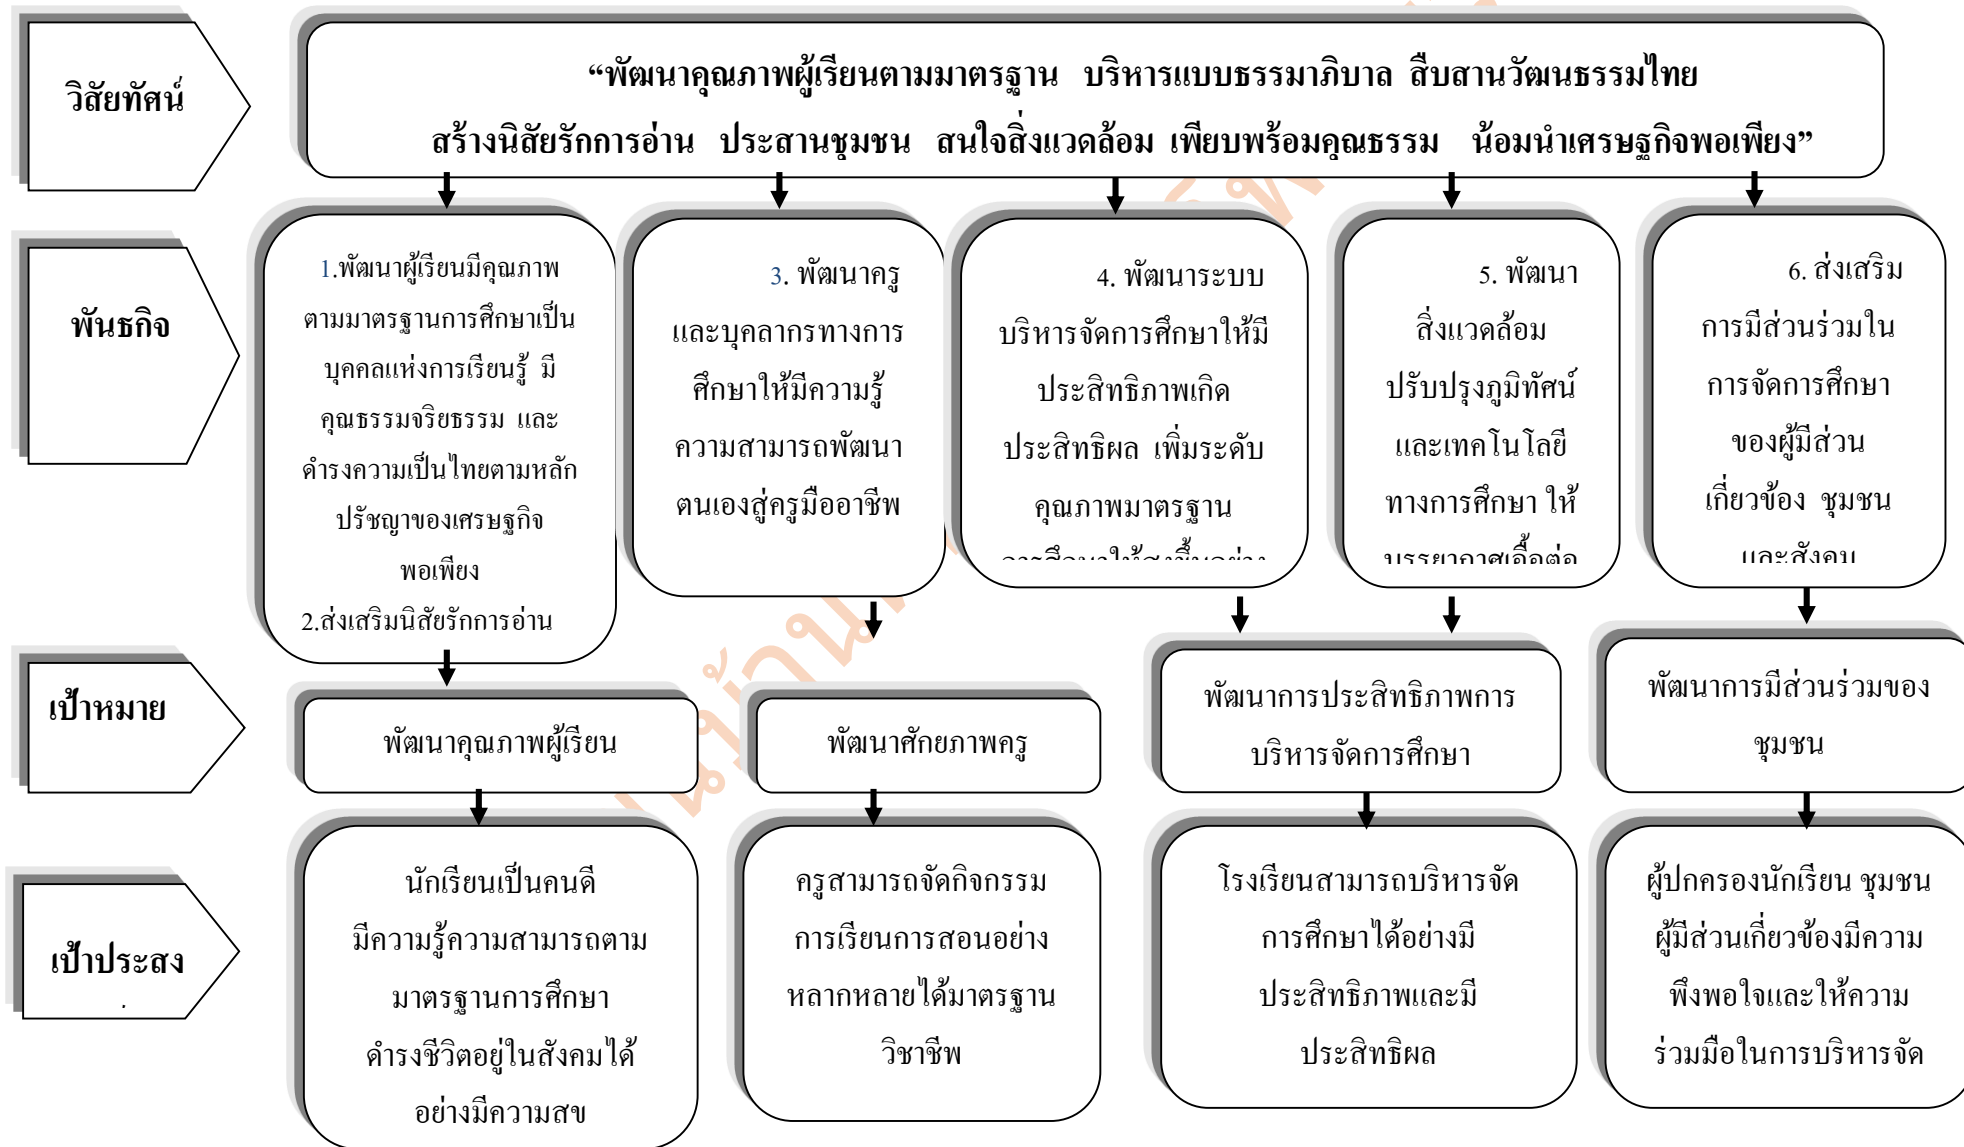 วิสัยทัศน์
“พัฒนาคุณภาพผู้เรียนตามมาตรฐาน บริหารแบบธรรมาภิบาล สืบสานวัฒนธรรมไทย
สร้างนิสัยรักการอ่าน ประสานชุมชน สนใจสิ่งแวดล้อม เพียบพร้อมคุณธรรม น้อมนำเศรษฐกิจพอเพียง”
พันธกิจ
1.พัฒนาผู้เรียนมีคุณภาพ
ตามมาตรฐานการศึกษาเป็น
บุคคลแห่งการเรียนรู้ มี
คุณธรรมจริยธรรม และ
ดำรงความเป็นไทยตามหลัก
ปรัชญาของเศรษฐกิจ
พอเพียง
2.ส่งเสริมนิสัยรักการอ่าน
3. พัฒนาครู
และบุคลากรทางการ
ศึกษาให้มีความรู้
ความสามารถพัฒนา
ตนเองสู่ครูมืออาชีพ
4. พัฒนาระบบ
บริหารจัดการศึกษาให้มี
ประสิทธิภาพเกิด
ประสิทธิผล เพิ่มระดับ
คุณภาพมาตรฐาน
การศึกษาให้สูงขึ้นอย่าง
5. พัฒนา
สิ่งแวดล้อม
ปรับปรุงภูมิทัศน์
และเทคโนโลยี
ทางการศึกษา ให้
บรรยากาศเอื้อต่อ
6. ส่งเสริม
การมีส่วนร่วมใน
การจัดการศึกษา
ของผู้มีส่วน
เกี่ยวข้อง ชุมชน
และสังคม
เป้าหมาย
พัฒนาคุณภาพผู้เรียน
พัฒนาศักยภาพครู
พัฒนาการประสิทธิภาพการ
บริหารจัดการศึกษา
พัฒนาการมีส่วนร่วมของ
ชุมชน
เป้าประสง
นักเรียนเป็นคนดี
มีความรู้ความสามารถตาม
มาตรฐานการศึกษา
ดำรงชีวิตอยู่ในสังคมได้
อย่างมีความสข
ครูสามารถจัดกิจกรรม
การเรียนการสอนอย่าง
หลากหลายได้มาตรฐาน
วิชาชีพ
โรงเรียนสามารถบริหารจัด
การศึกษาได้อย่างมี
ประสิทธิภาพและมี
ประสิทธิผล
ผู้ปกครองนักเรียน ชุมชน
ผู้มีส่วนเกี่ยวข้องมีความ
พึงพอใจและให้ความ
ร่วมมือในการบริหารจัด